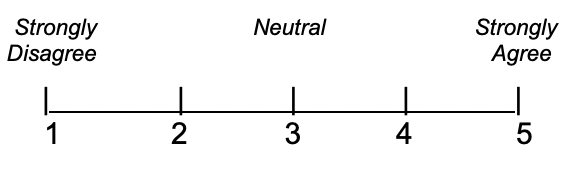 Strongly Disagree
Neutral
Strongly Agree
1 2 3 4 5